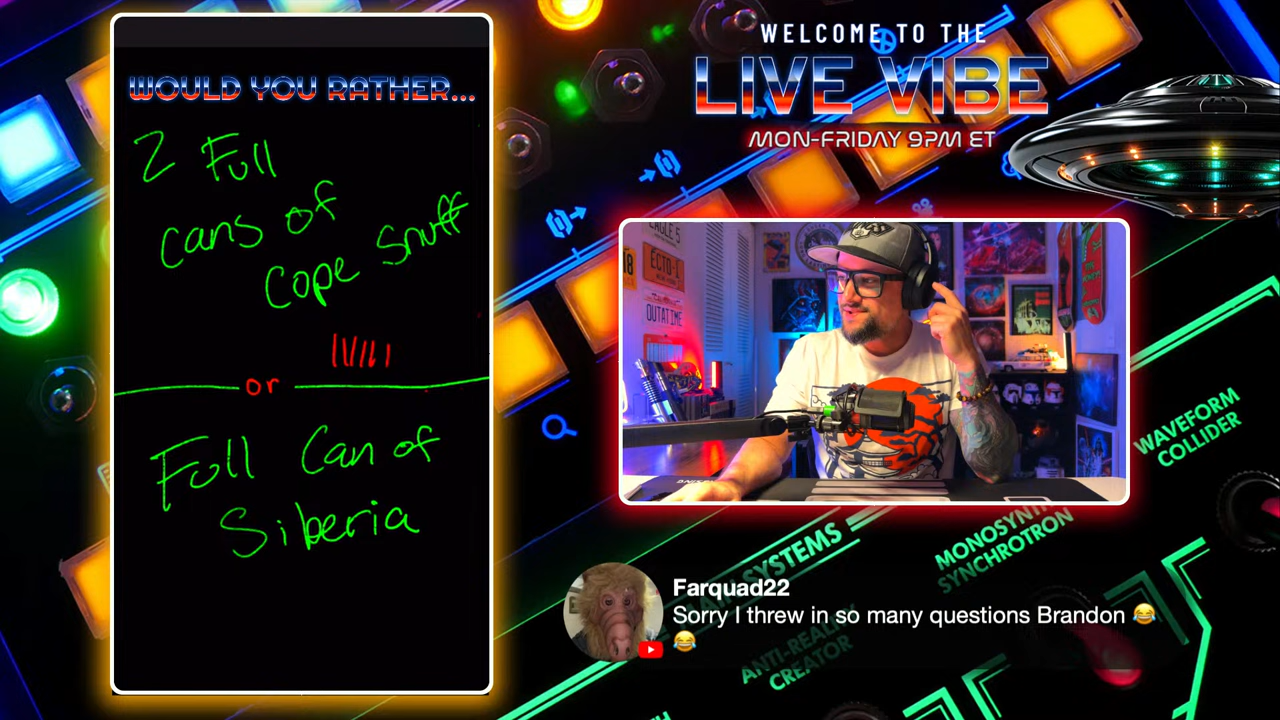 WOULD YOU RATHER...
2 Full
cans of
Cope Snuff
or
Full Can of
Siberia
WELCOME TO THE
LIVE VIBE
MON-FRIDAY 9PM ET
EAGLE 5
ECTO-1
OUTATIME
WAVEFORM
COLLIDER
MONOSYNTH
SYNCHROTRON
SYSTEMS
ANTI-REALITY
CREATOR
Farquad22
Sorry I threw in so many questions Brandon 😂
😂